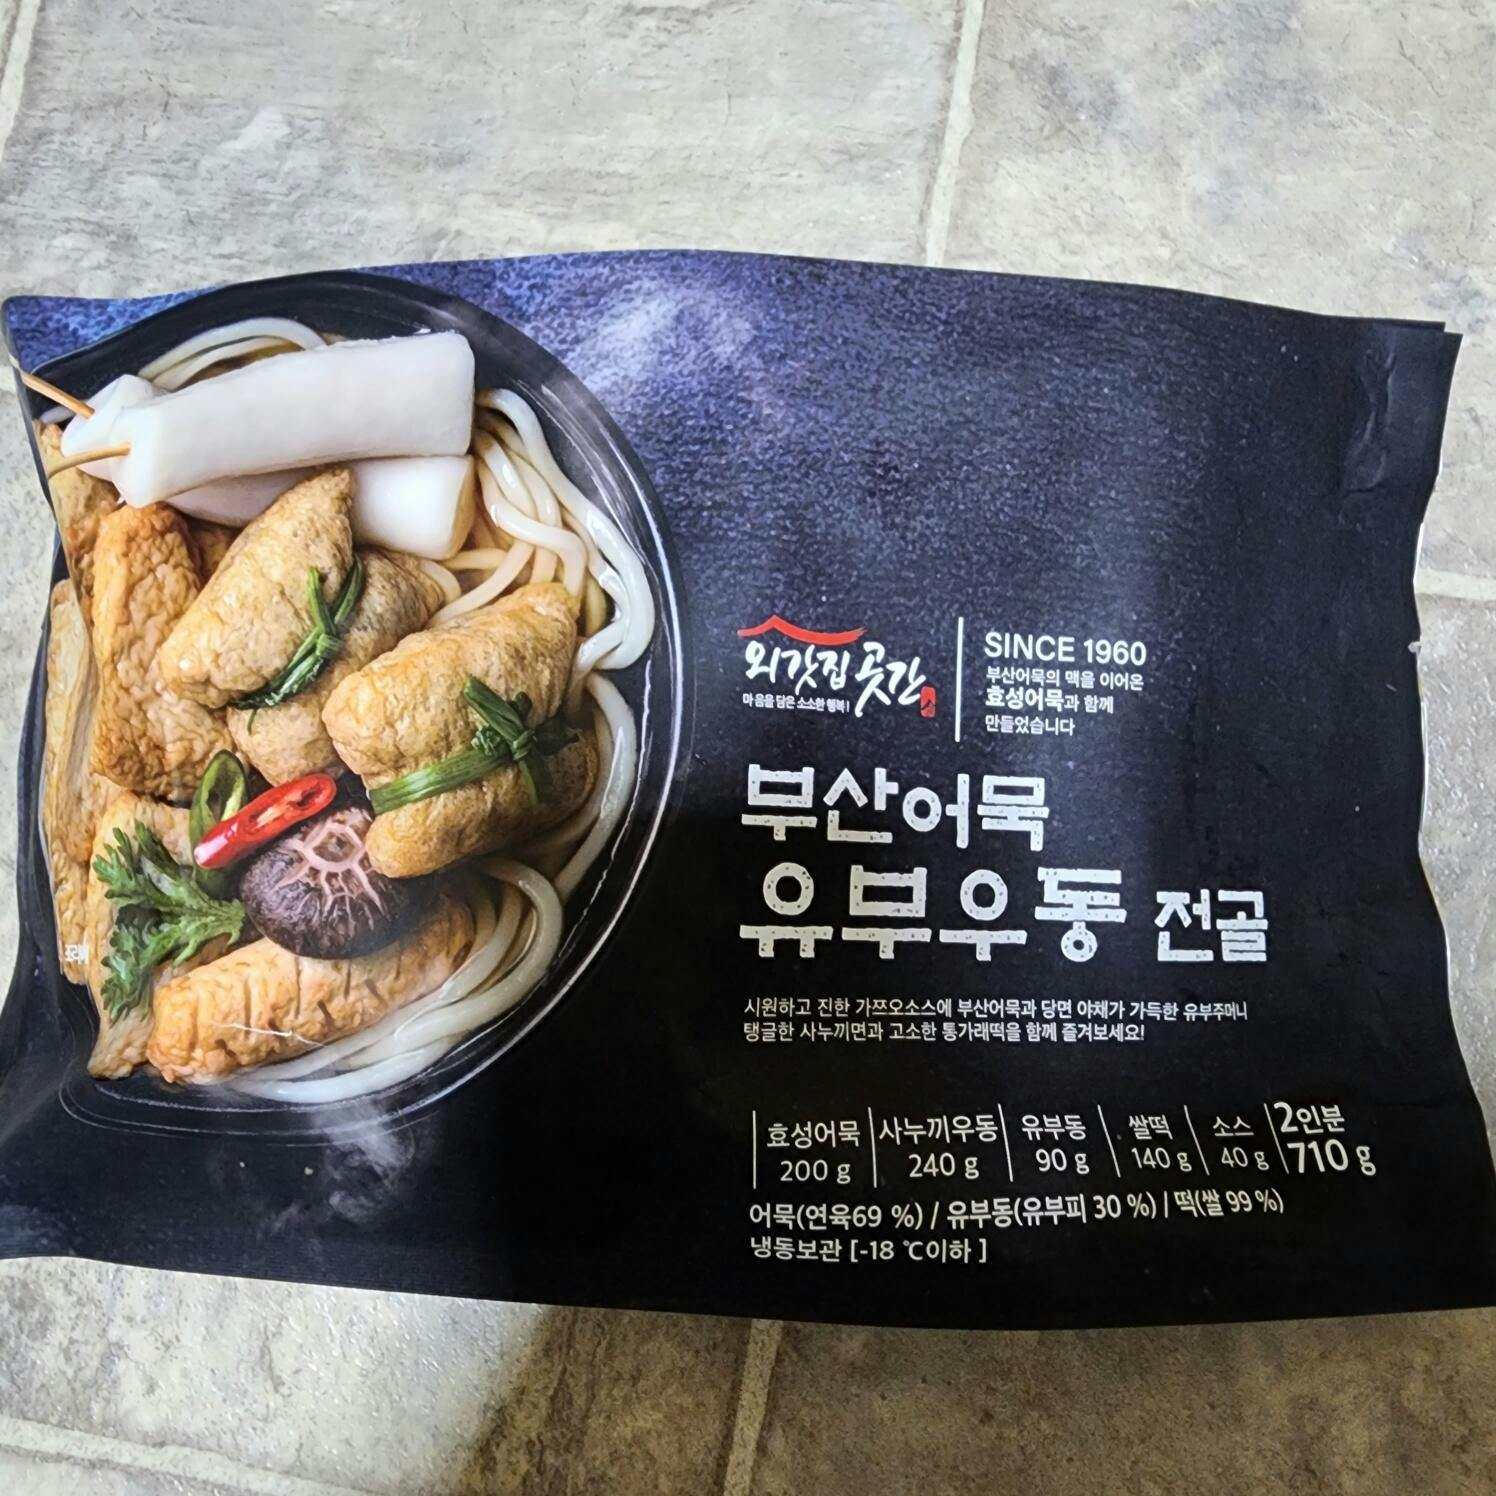 외갓집 곳간
마음을 담은 소소한 행복!
SINCE 1960
부산어묵의 맥을 이어온
효성어묵과 함께
만들었습니다
부산어묵
유부우동 전골
시원하고 진한 가쯔오소스에 부산어묵과 당면 야채가 가득한 유부주머니
탱글한 사누끼면과 고소한 통가래떡을 함께 즐겨보세요!
효성어묵 사누끼우동 유부동 쌀떡 소스 2인분
200 g 240 g 90 g 140 g 40 g 710 g
어묵(연육69 %) / 유부동(유부피 30 %) / 떡(쌀 99 %)
냉동보관 [-18 ℃이하 ]